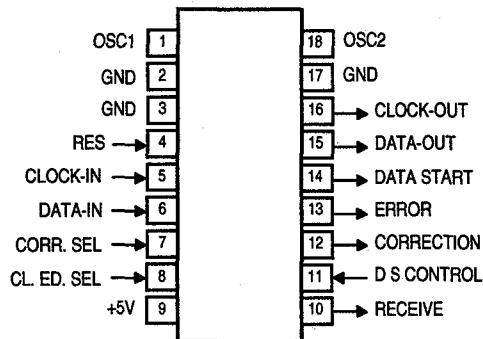 OSC1 1 18 OSC2
GND 2 17 GND
GND 3 16 CLOCK-OUT
RES 4 15 DATA-OUT
CLOCK-IN 5 14 DATA START
DATA-IN 6 13 ERROR
CORR. SEL 7 12 CORRECTION
CL. ED. SEL 8 11 D S CONTROL
+5V 9 10 RECEIVE